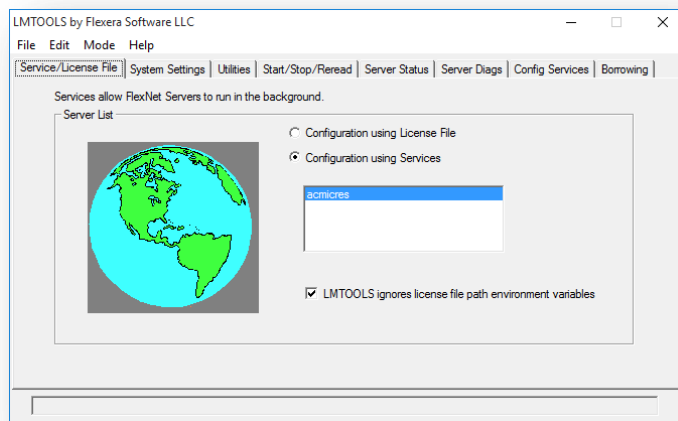 LMTOOLS by Flexera Software LLC
File Edit Mode Help
Service/License File System Settings Utilities Start/Stop/Reread Server Status Server Diags Config Services Borrowing
Services allow FlexNet Servers to run in the background.
Server List
Configuration using License File
Configuration using Services
acmicres
LMTOOLS ignores license file path environment variables